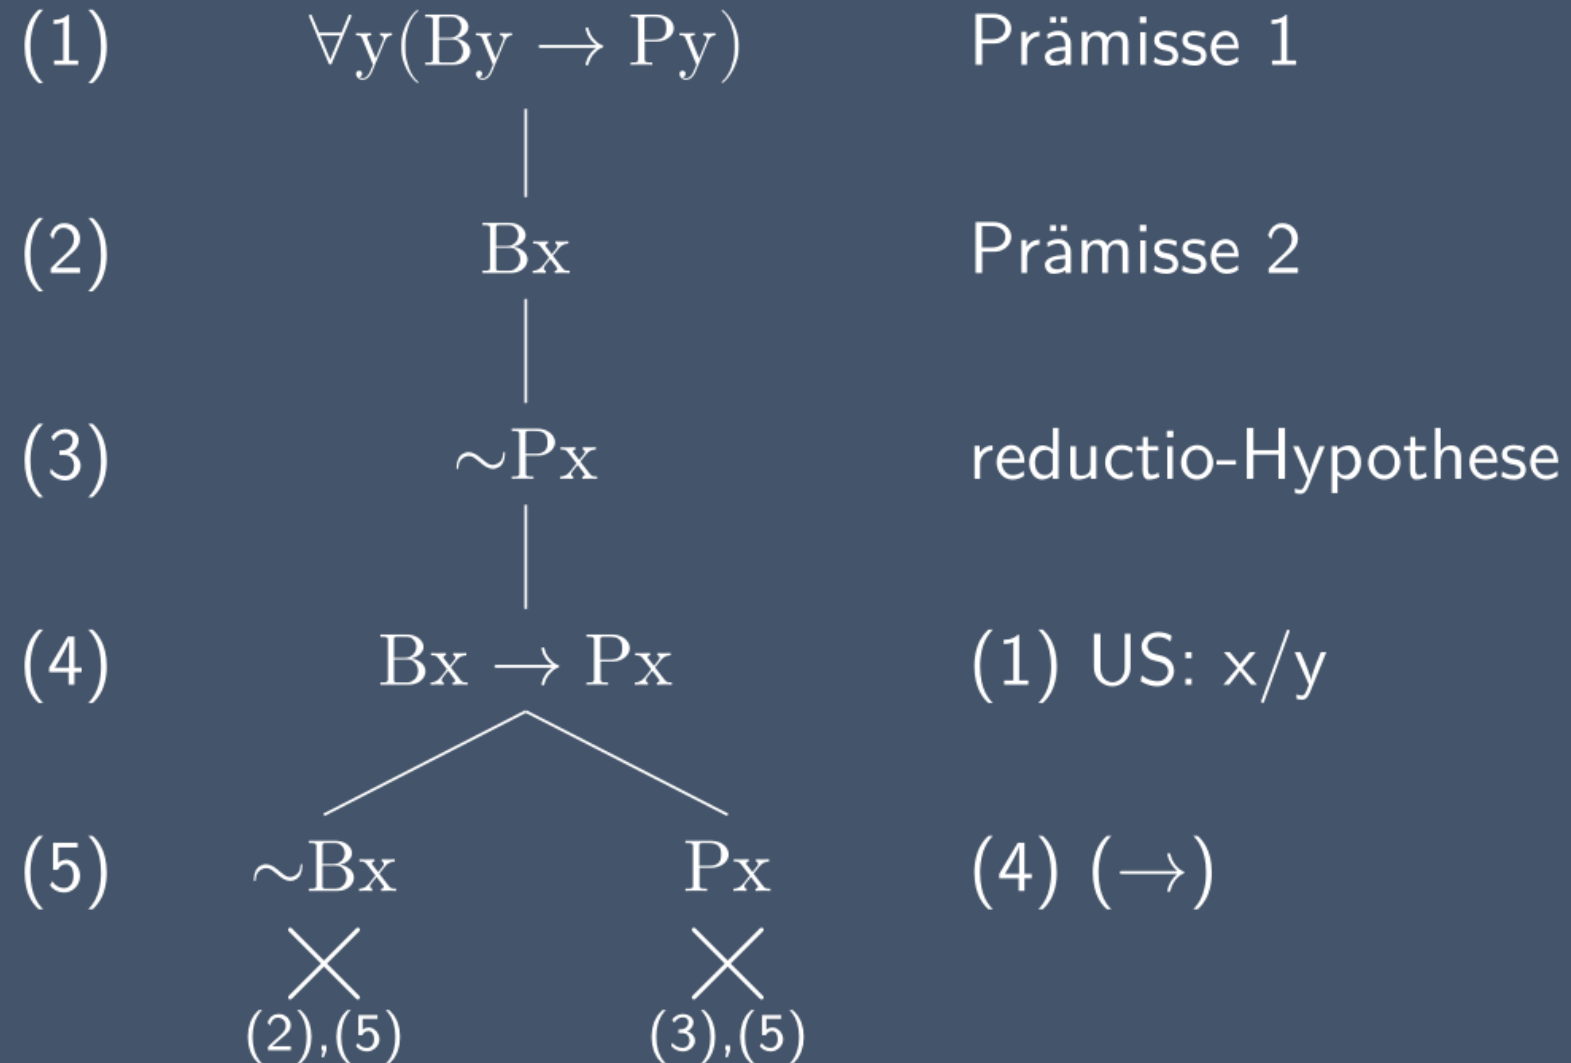 (1) ∀y(By → Py) Prämisse 1
(2) Bx Prämisse 2
(3) ∼Px reductio-Hypothese
(4) Bx → Px (1) US: x/y
(5) ∼Bx Px (4) (→)
(2),(5) (3),(5)